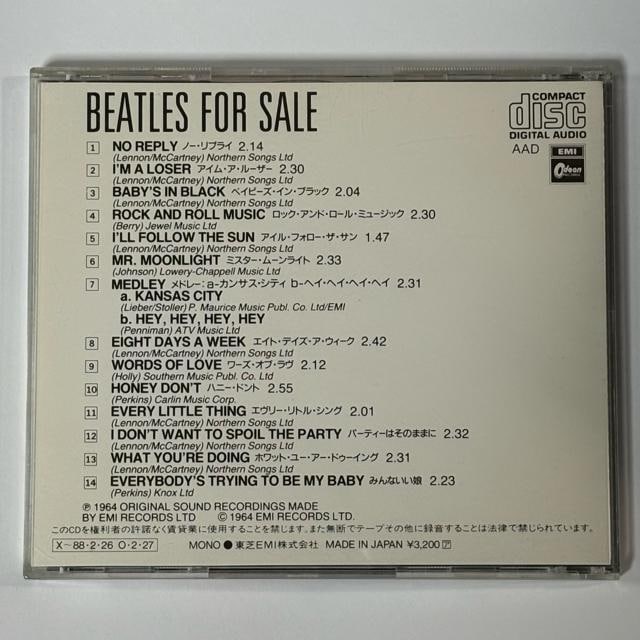 BEATLES FOR SALE
COMPACT
disc
DIGITAL AUDIO
AAD
EMI
Odeon
1 NO REPLY ノー・リプライ 2.14
(Lennon/McCartney) Northern Songs Ltd
2 I'M A LOSER アイム・ア・ルーザー 2.30
(Lennon/McCartney) Northern Songs Ltd
3 BABY'S IN BLACK ベイビーズ・イン・ブラック 2.04
(Lennon/McCartney) Northern Songs Ltd
4 ROCK AND ROLL MUSIC ロック・アンド・ロール・ミュージック 2.30
(Berry) Jewel Music Ltd
5 I'LL FOLLOW THE SUN アイル・フォロー・ザ・サン 1.47
(Lennon/McCartney) Northern Songs Ltd
6 MR. MOONLIGHT ミスター・ムーンライト 2.33
(Johnson) Lowery-Chappell Music Ltd
7 MEDLEY メドレー：a-カンサス・シティ b-ヘイ・ヘイ・ヘイ・ヘイ 2.31
a. KANSAS CITY
(Lieber/Stoller) P. Maurice Music Publ. Co. Ltd/EMI
b. HEY, HEY, HEY, HEY
(Penniman) ATV Music Ltd
8 EIGHT DAYS A WEEK エイト・デイズ・ア・ウィーク 2.42
(Lennon/McCartney) Northern Songs Ltd
9 WORDS OF LOVE ワーズ・オブ・ラヴ 2.12
(Holly) Southern Music Publ. Co. Ltd
10 HONEY DON'T ハニー・ドント 2.55
(Perkins) Carlin Music Corp.
11 EVERY LITTLE THING エヴリー・リトル・シング 2.01
(Lennon/McCartney) Northern Songs Ltd
12 I DON'T WANT TO SPOIL THE PARTY パーティーはそのままに 2.32
(Lennon/McCartney) Northern Songs Ltd
13 WHAT YOU'RE DOING ホワット・ユー・アー・ドゥーイング 2.31
(Lennon/McCartney) Northern Songs Ltd
14 EVERYBODY'S TRYING TO BE MY BABY みんないい娘 2.23
(Perkins) Knox Ltd
℗ 1964 ORIGINAL SOUND RECORDINGS MADE
BY EMI RECORDS LTD © 1964 EMI RECORDS LTD.
このCDを権利者の許諾なく賃貸業に使用することを禁じます。また無断でテープその他に録音することは法律で禁じられています。
X～88・2・26 O・2・27 MONO ● 東芝EMI株式会社 MADE IN JAPAN ¥3,200 ア